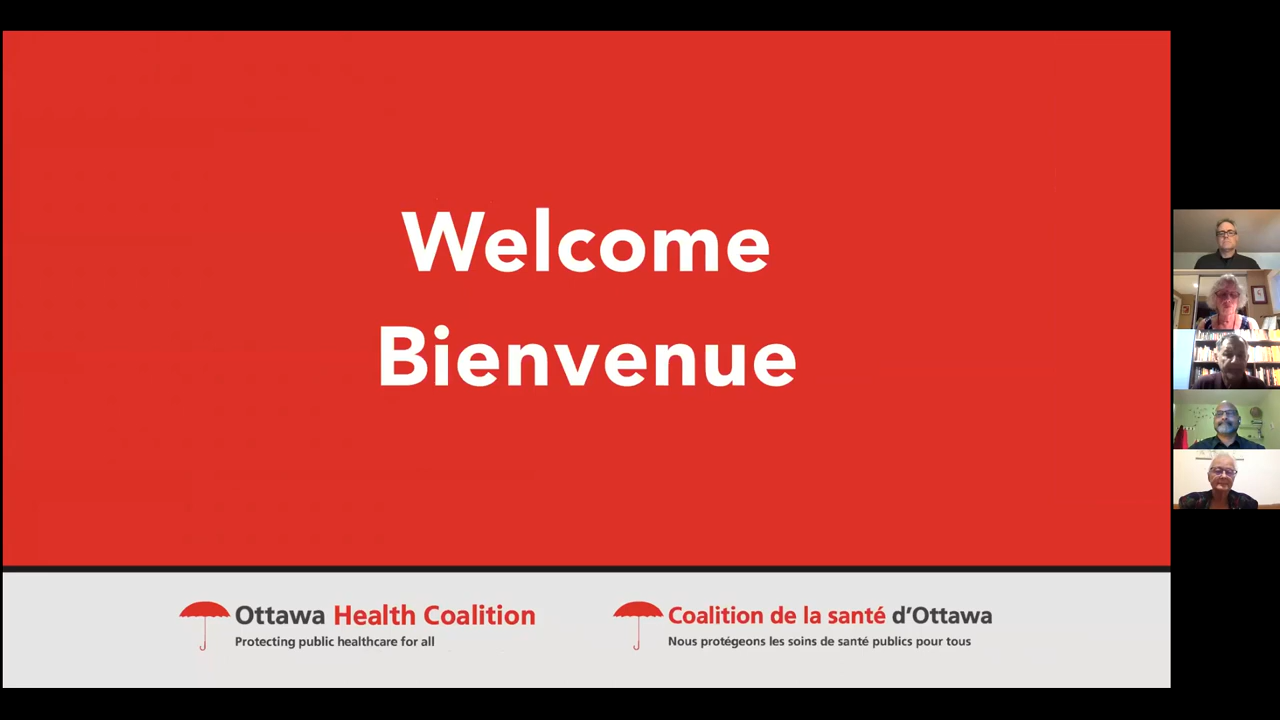 Welcome
Bienvenue
Ottawa Health Coalition
Protecting public healthcare for all
Coalition de la santé d'Ottawa
Nous protégeons les soins de santé publics pour tous